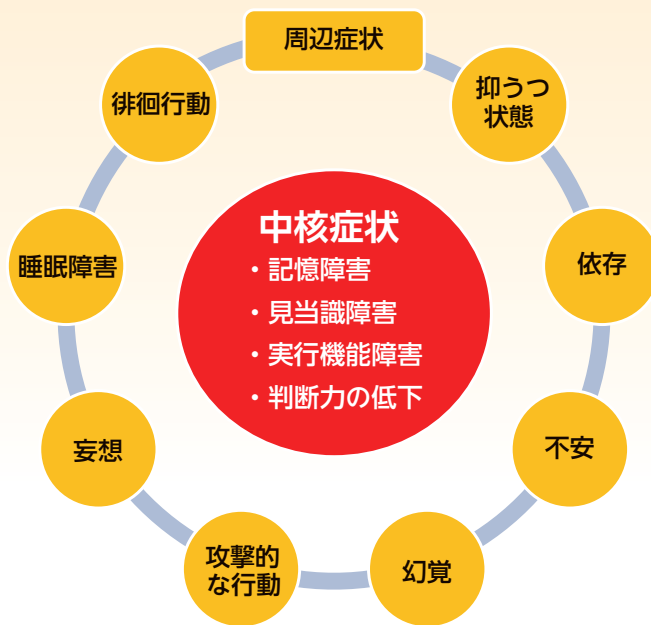 周辺症状
抑うつ
状態
依存
不安
幻覚
攻撃的
な行動
妄想
睡眠障害
徘徊行動
中核症状
・記憶障害
・見当識障害
・実行機能障害
・判断力の低下